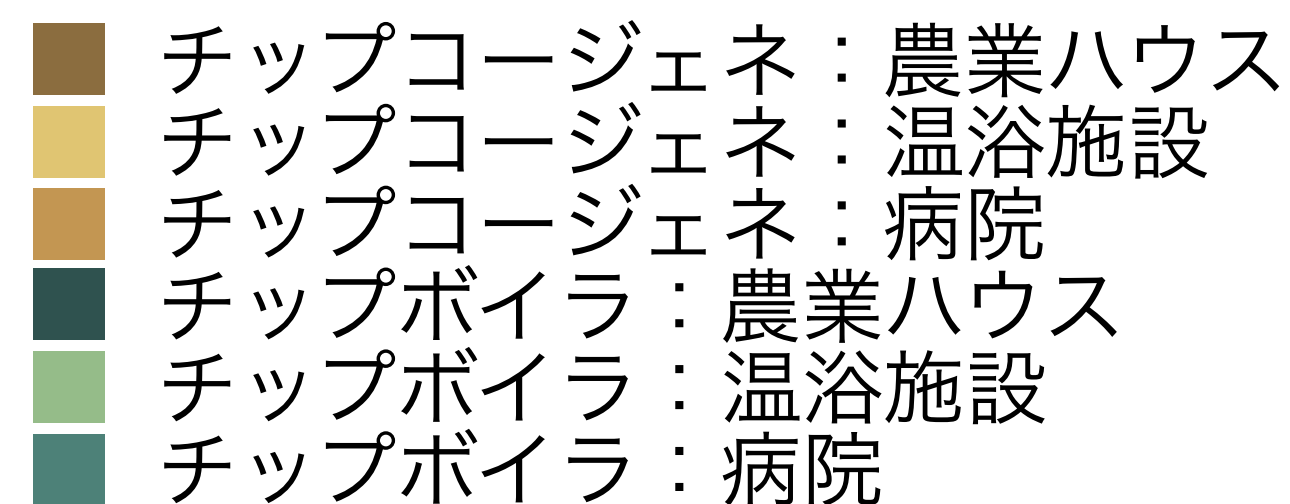 チップコージェネ：農業ハウス
チップコージェネ：温浴施設
チップコージェネ：病院
チップボイラ：農業ハウス
チップボイラ：温浴施設
チップボイラ：病院